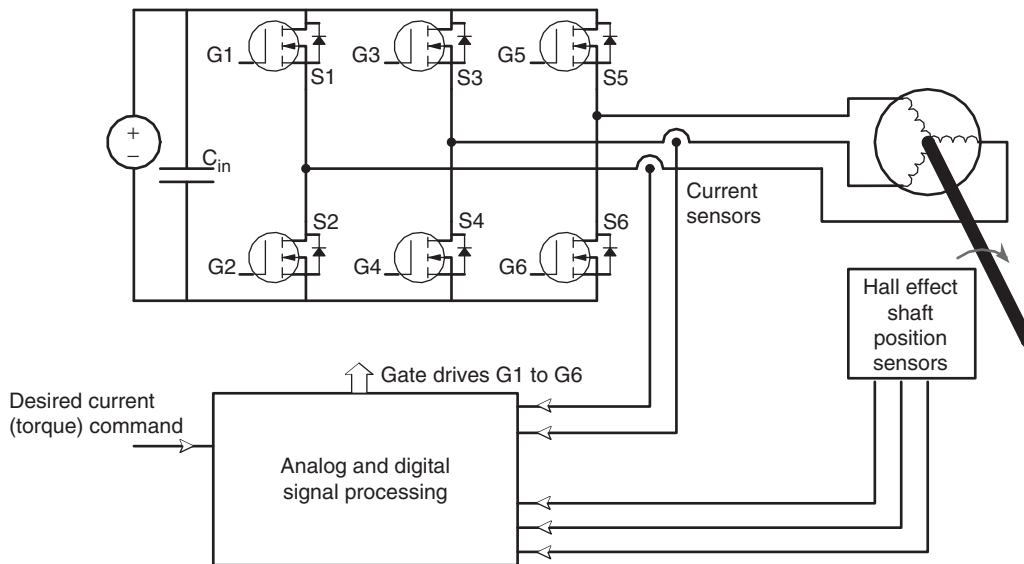 G1
S1
G3
S3
G5
S5
+
−
C_in
S2
S4
S6
G2
G4
G6
Current
sensors
Hall effect
shaft
position
sensors
Gate drives G1 to G6
Desired current
(torque) command
Analog and digital
signal processing